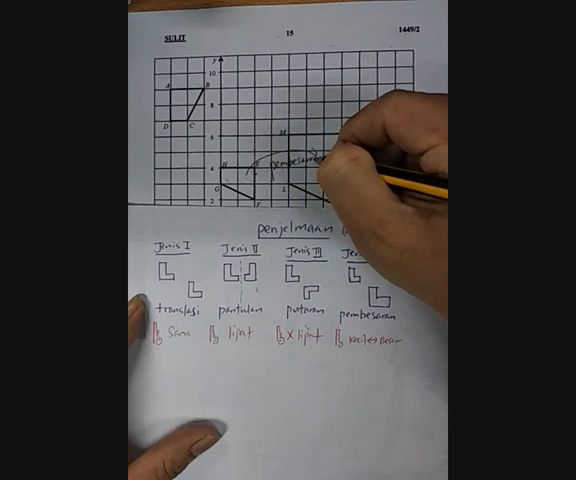 SULIT 15 1449/2
y
10
A B
8
D C
6
M
4 H E
pembesaran
G L
F
2
penjelmaan
Jenis I Jenis II Jenis III
translasi pantulan putaran pembesaran
Sama lipat X lipat kecil↔besar